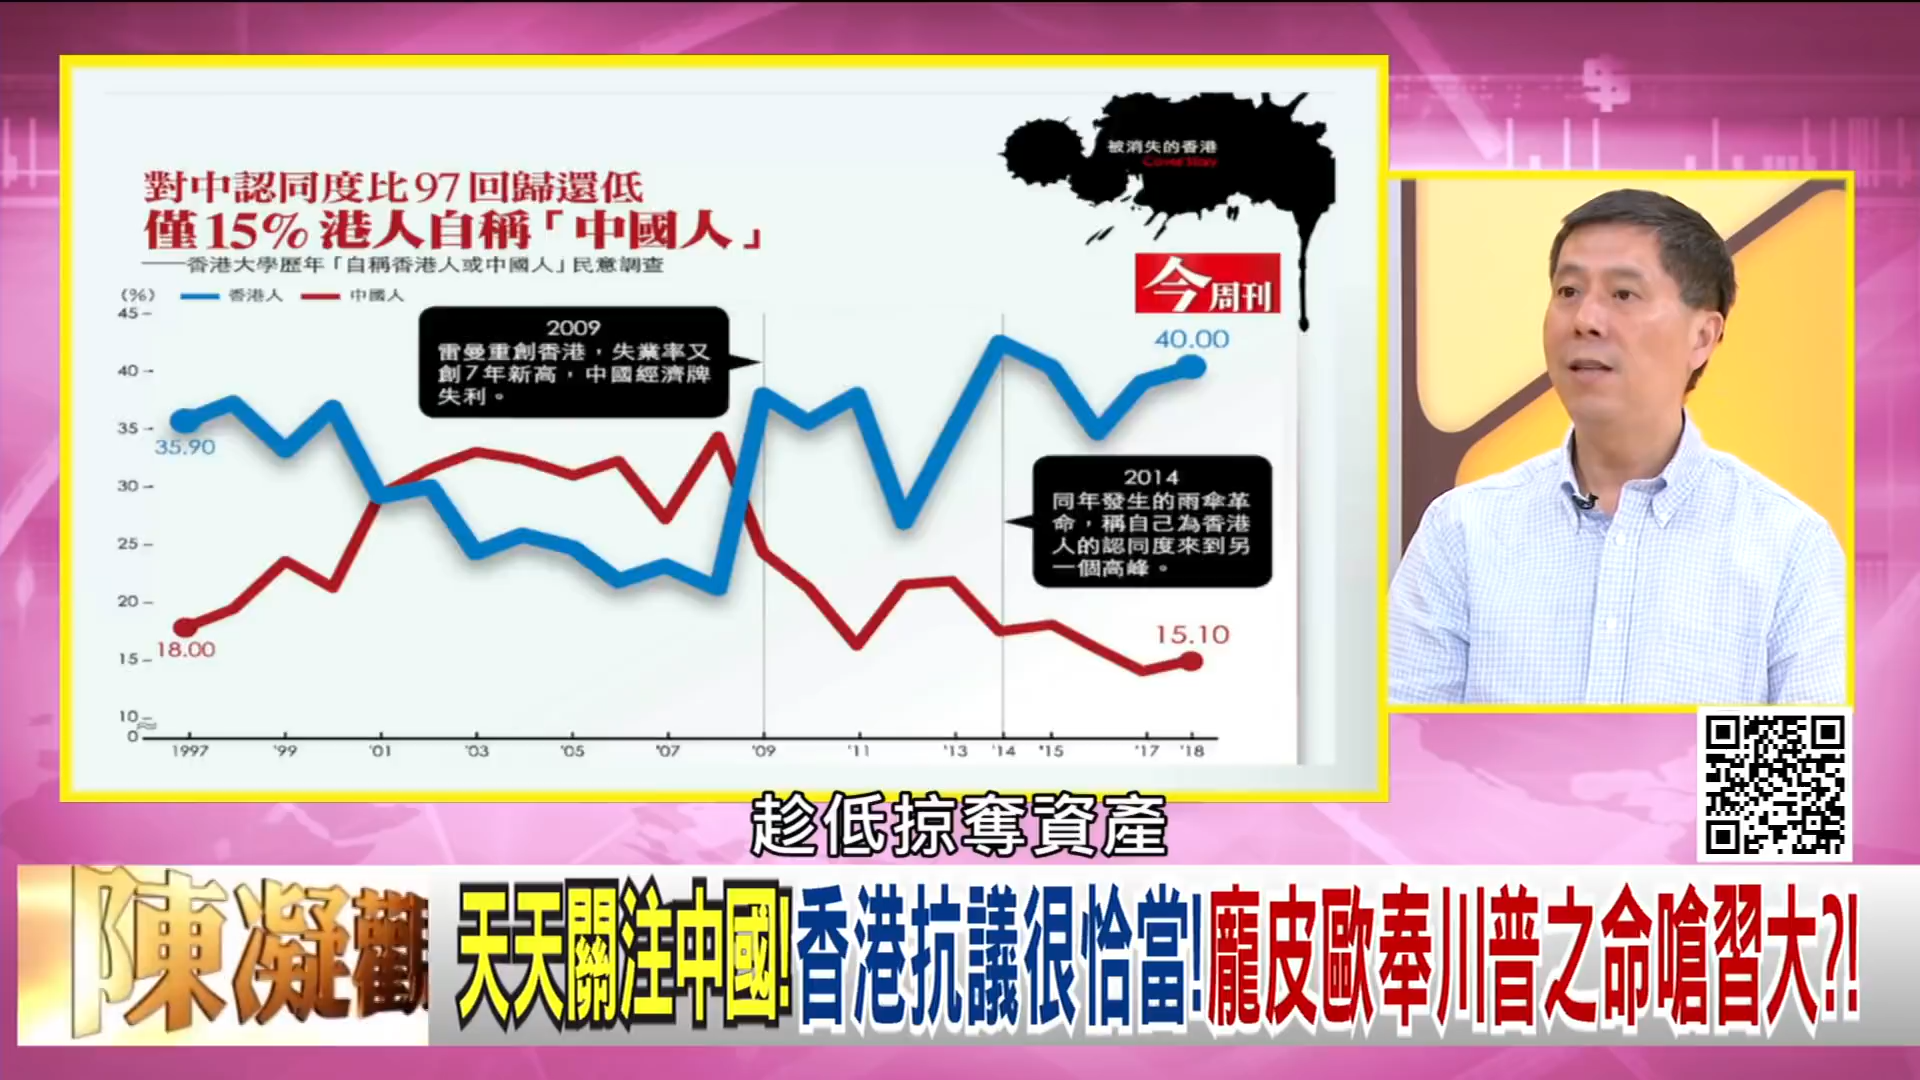 被消失的香港
Cover Story
對中認同度比97回歸還低
僅15%港人自稱「中國人」
——香港大學歷年「自稱香港人或中國人」民意調查
今周刊
(%)
香港人
中國人
45
40
35
30
25
20
15
10
0
2009
雷曼重創香港，失業率又
創7年新高，中國經濟牌
失利。
40.00
35.90
2014
同年發生的雨傘革
命，稱自己為香港
人的認同度來到另
一個高峰。
18.00
15.10
1997 '99 '01 '03 '05 '07 '09 '11 '13 '14 '15 '17 '18
趁低掠奪資產
陳凝觀
天天關注中國!香港抗議很恰當!龐皮歐奉川普之命嗆習大?!